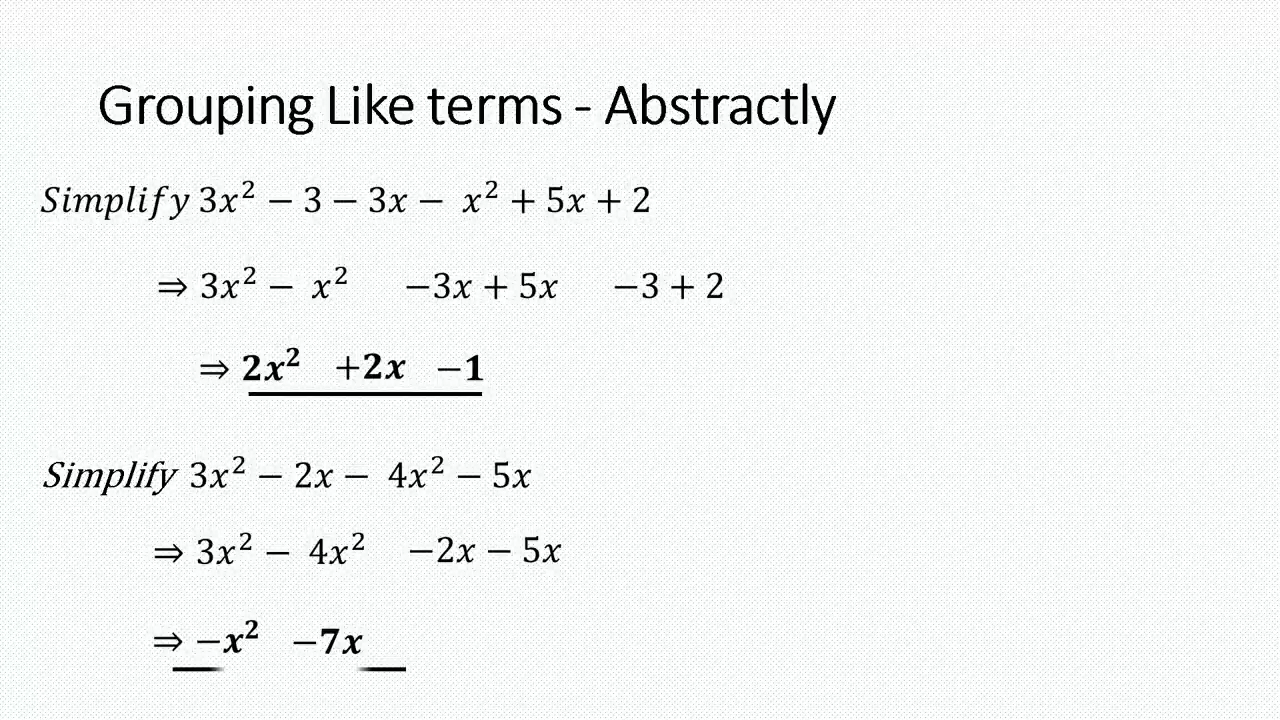 Grouping Like terms - Abstractly
Simplify 3x² − 3 − 3x − x² + 5x + 2
⇒ 3x² − x² −3x + 5x −3 + 2
⇒ 2x² +2x −1
Simplify 3x² − 2x − 4x² − 5x
⇒ 3x² − 4x² −2x − 5x
⇒ −x² −7x